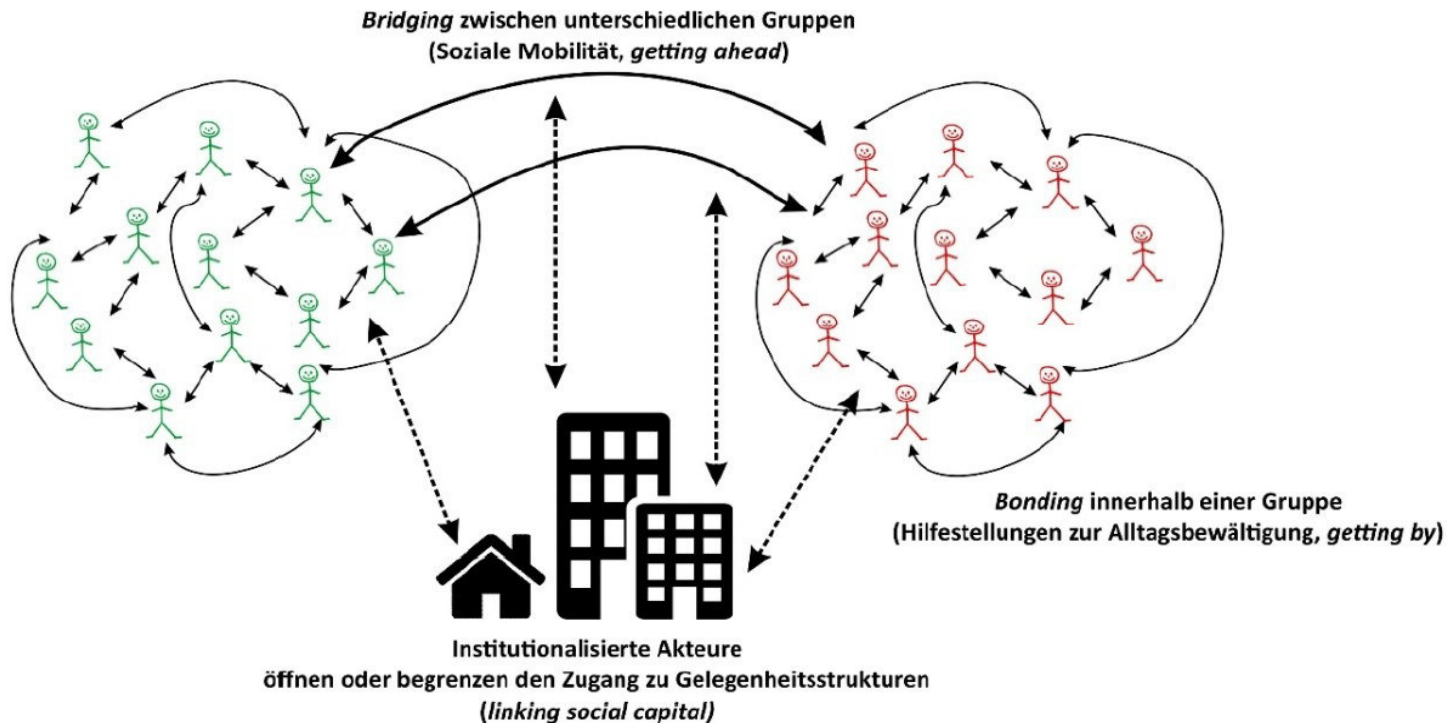 Bridging zwischen unterschiedlichen Gruppen
(Soziale Mobilität, getting ahead)
Bonding innerhalb einer Gruppe
(Hilfestellungen zur Alltagsbewältigung, getting by)
Institutionalisierte Akteure
öffnen oder begrenzen den Zugang zu Gelegenheitsstrukturen
(linking social capital)